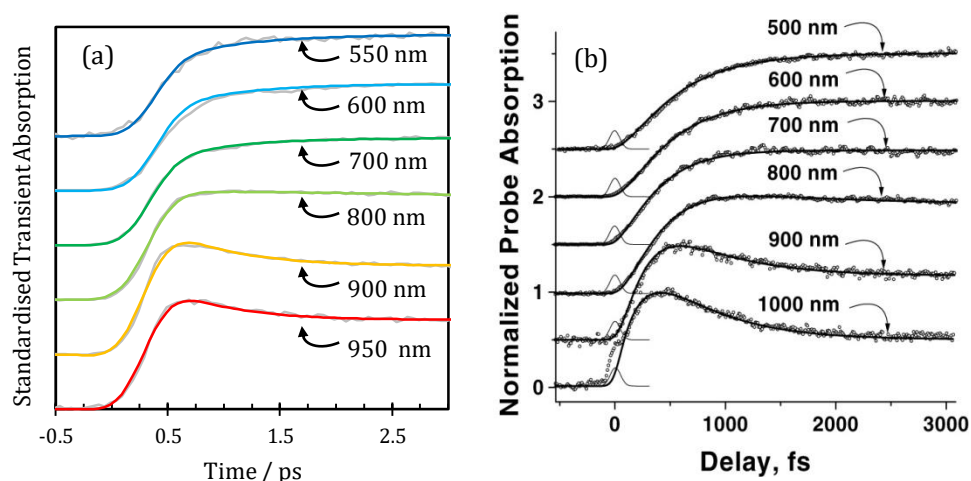 (a)
Standardised Transient Absorption
550 nm
600 nm
700 nm
800 nm
900 nm
950 nm
-0.5
0.5
1.5
2.5
Time / ps
(b)
Normalized Probe Absorption
500 nm
600 nm
700 nm
800 nm
900 nm
1000 nm
3
2
1
0
0
1000
2000
3000
Delay, fs